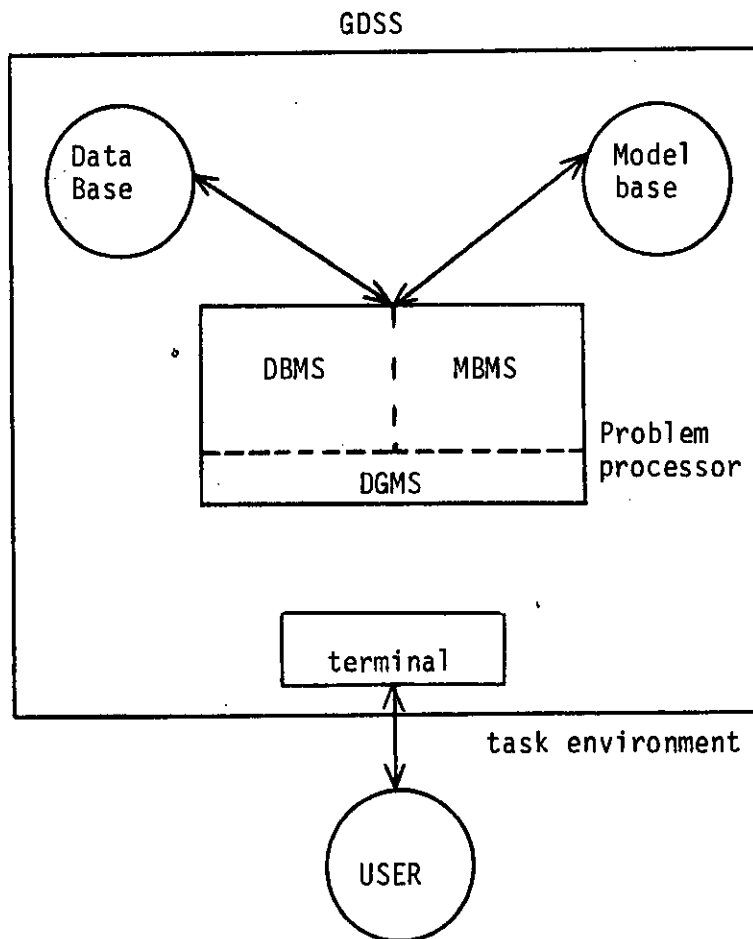 GDSS
Data
Base
Model
base
DBMS
MBMS
Problem
processor
DGMS
terminal
task environment
USER